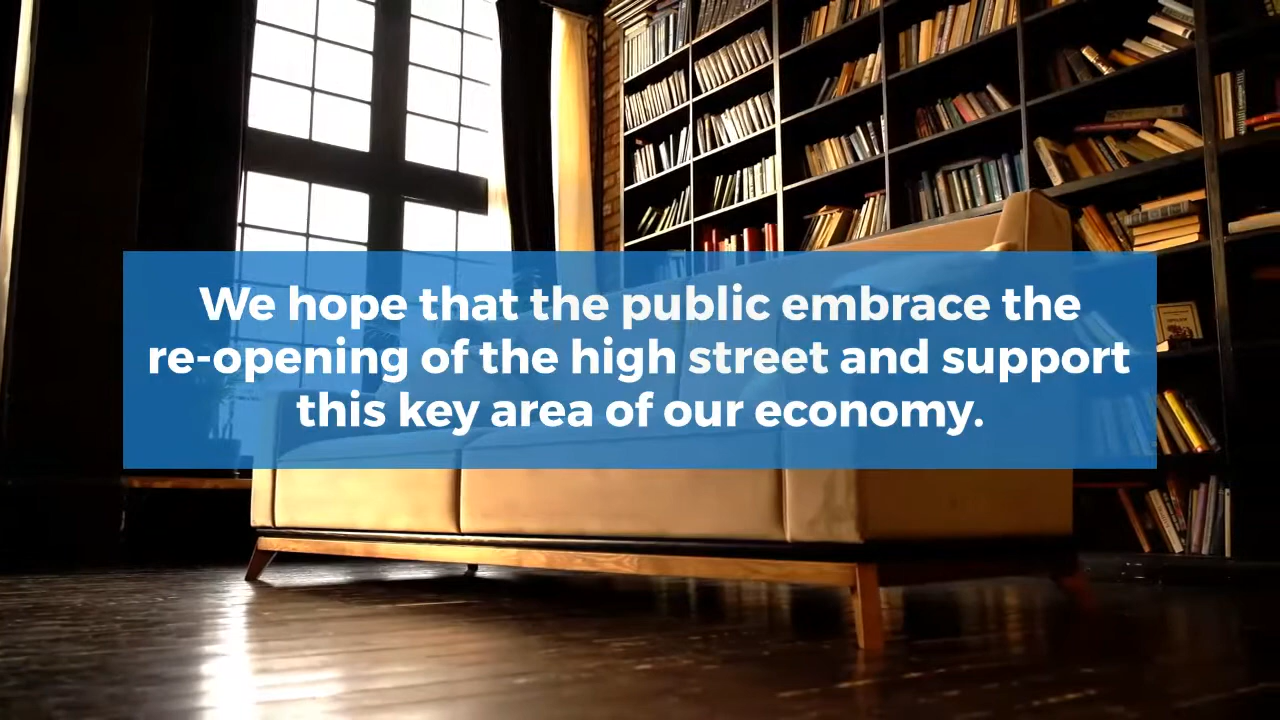 We hope that the public embrace the
re-opening of the high street and support
this key area of our economy.